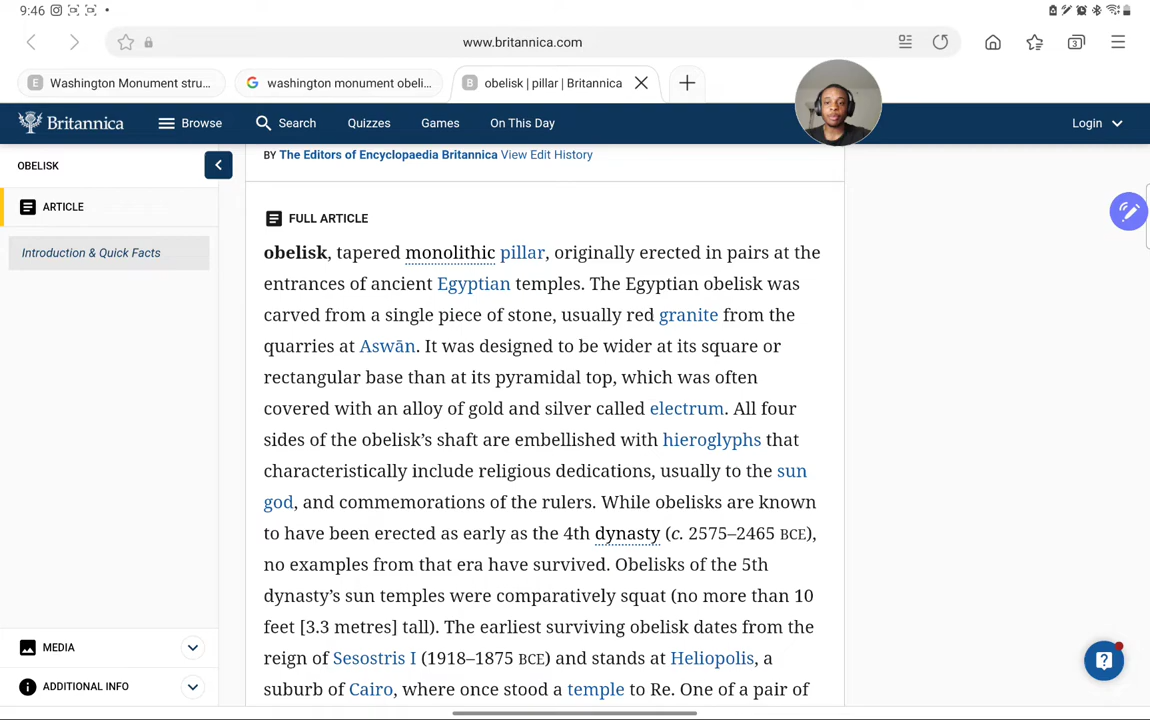 9:46
www.britannica.com
3
E Washington Monument stru...
G washington monument obeli...
B obelisk | pillar | Britannica
Britannica
Browse
Search
Quizzes
Games
On This Day
Login
OBELISK
BY The Editors of Encyclopaedia Britannica View Edit History
ARTICLE
Introduction & Quick Facts
FULL ARTICLE
obelisk, tapered monolithic pillar, originally erected in pairs at the
entrances of ancient Egyptian temples. The Egyptian obelisk was
carved from a single piece of stone, usually red granite from the
quarries at Aswān. It was designed to be wider at its square or
rectangular base than at its pyramidal top, which was often
covered with an alloy of gold and silver called electrum. All four
sides of the obelisk’s shaft are embellished with hieroglyphs that
characteristically include religious dedications, usually to the sun
god, and commemorations of the rulers. While obelisks are known
to have been erected as early as the 4th dynasty (c. 2575–2465 BCE),
no examples from that era have survived. Obelisks of the 5th
dynasty’s sun temples were comparatively squat (no more than 10
feet [3.3 metres] tall). The earliest surviving obelisk dates from the
reign of Sesostris I (1918–1875 BCE) and stands at Heliopolis, a
suburb of Cairo, where once stood a temple to Re. One of a pair of
MEDIA
ADDITIONAL INFO